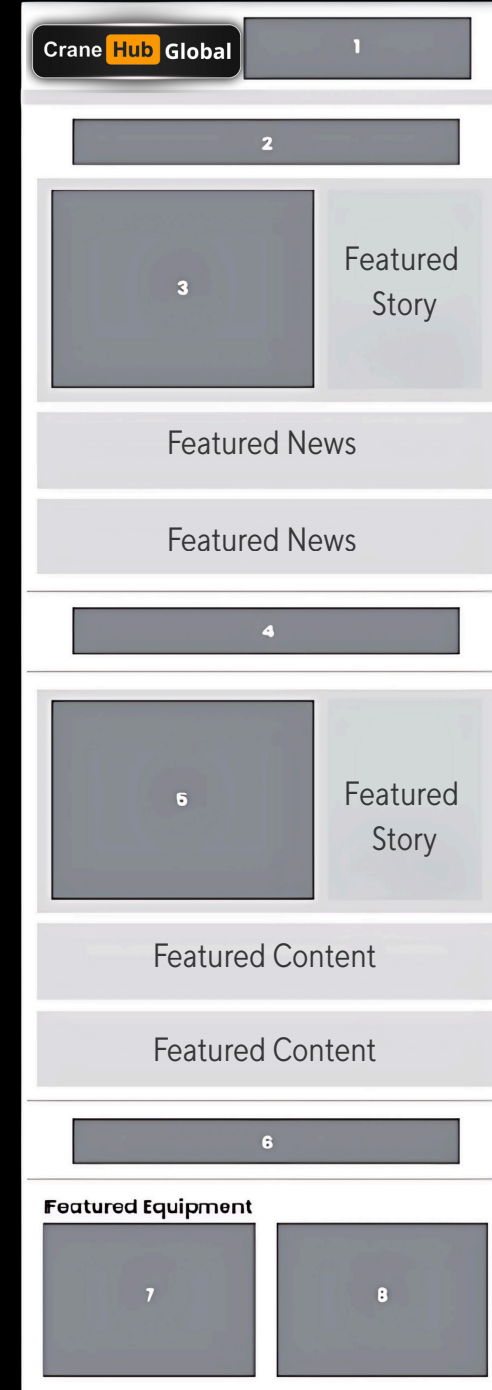 Crane Hub Global
1
2
3
Featured
Story
Featured News
Featured News
4
5
Featured
Story
Featured Content
Featured Content
6
Featured Equipment
7
8